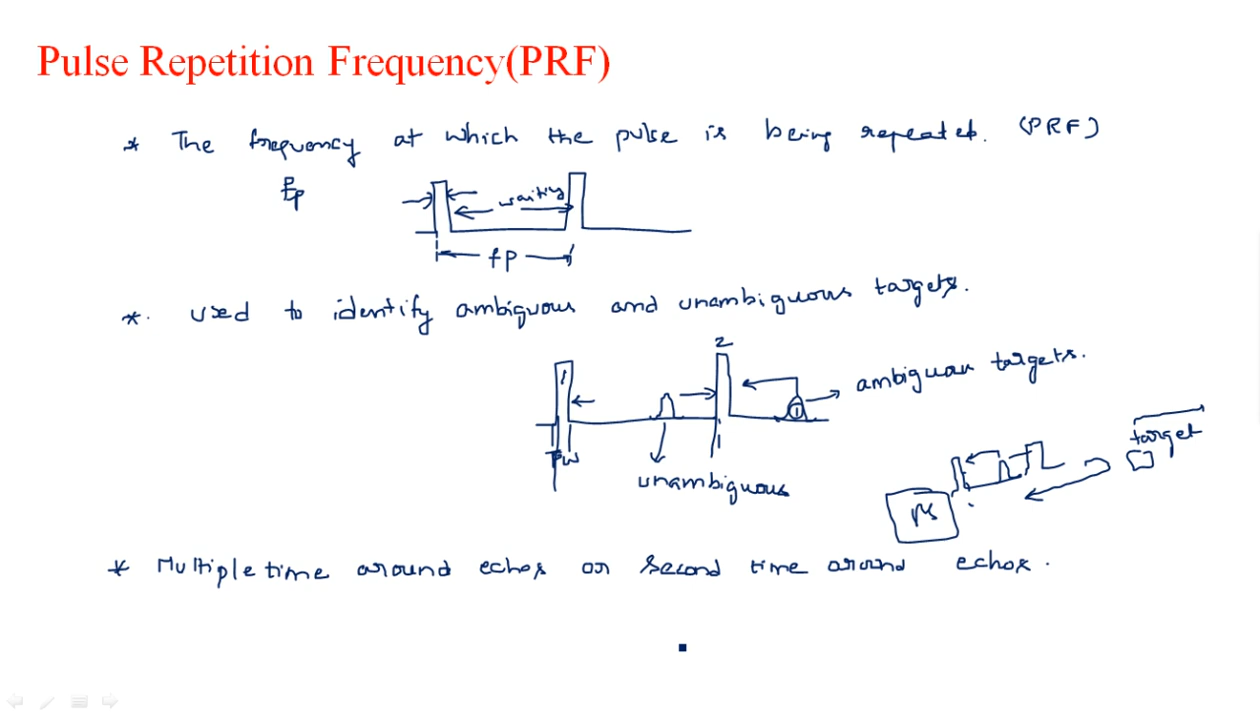 Pulse Repetition Frequency(PRF)
* The frequency at which the pulse is being repeated. (PRF)
fp
waiting
fp
*. used to identify ambiguous and unambiguous targets.
1 2
ambiguan targets.
1
PW 1
unambiguous
target
* Multiple time around echos or second time around echos.